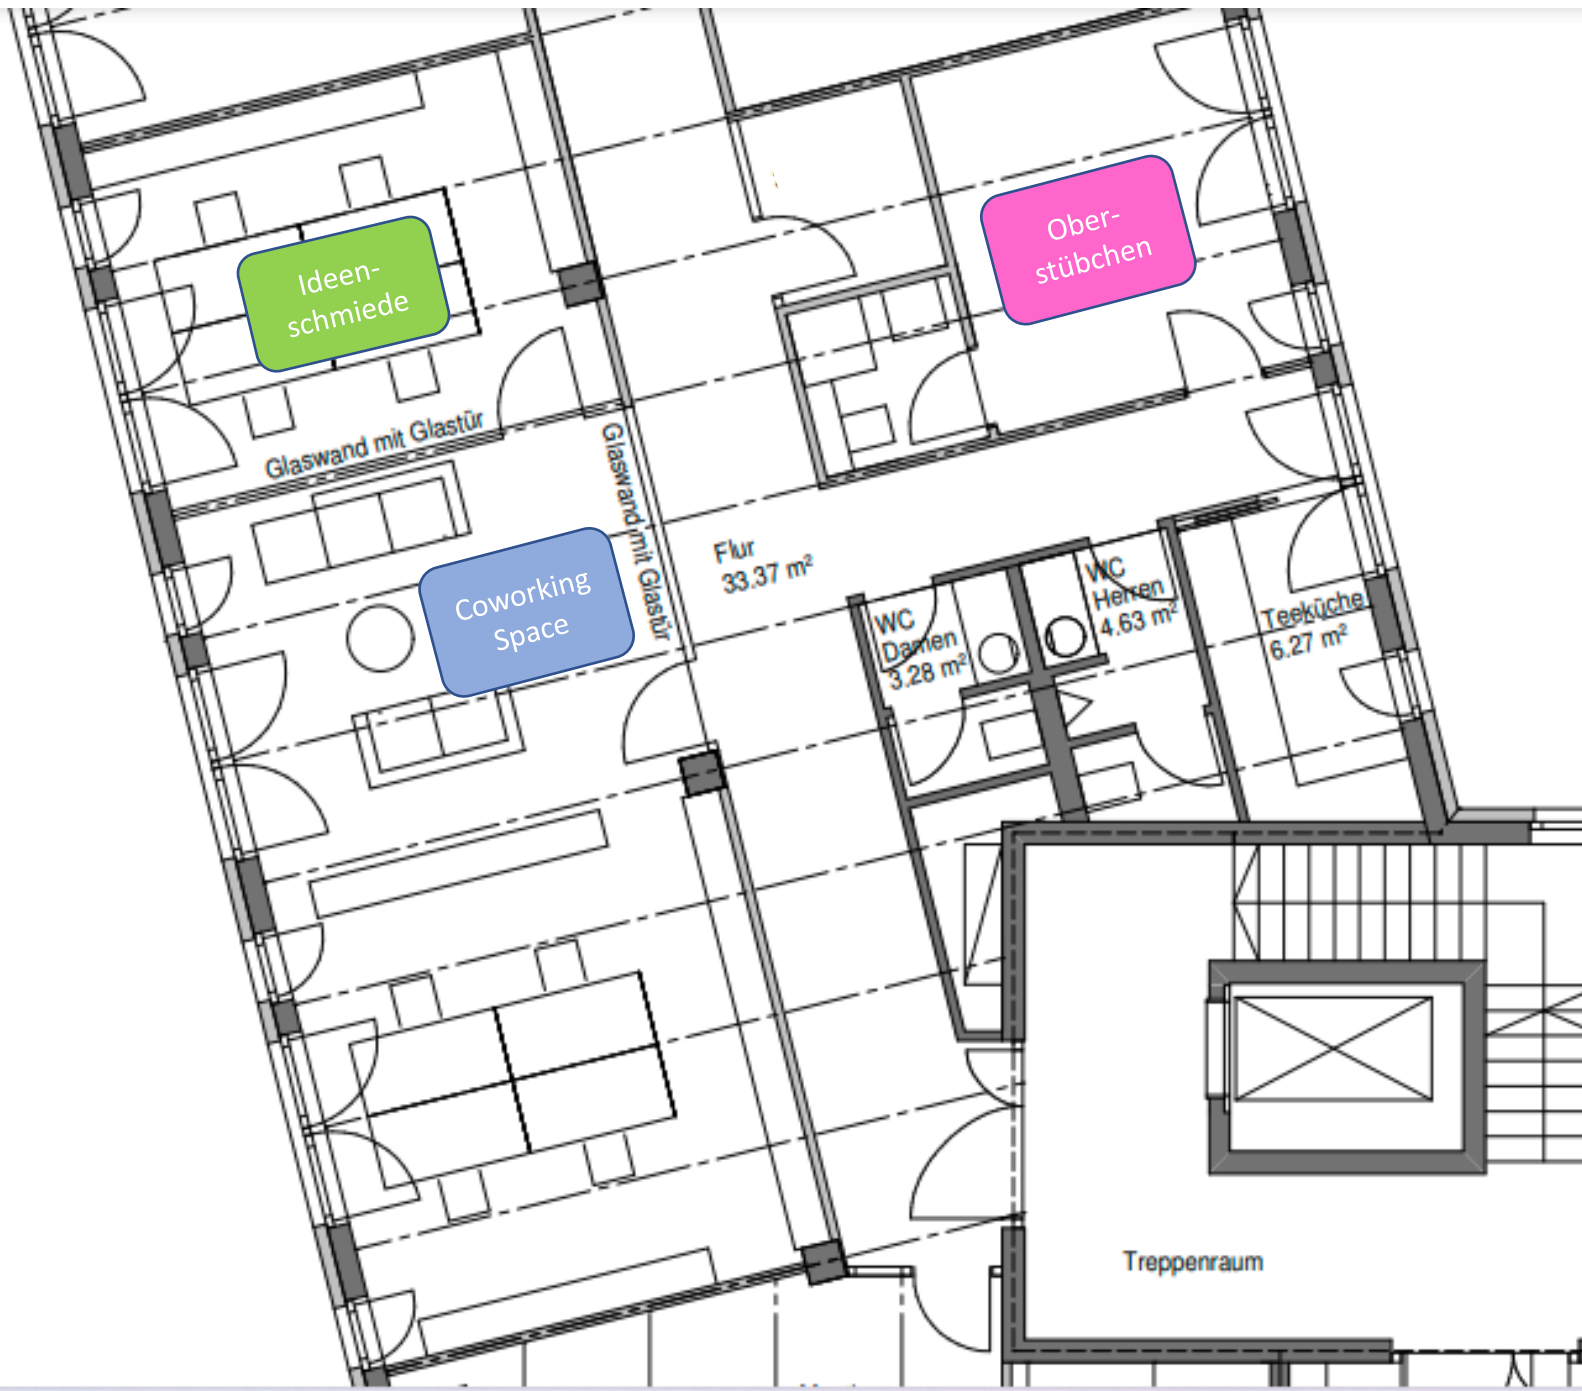 Ober-
stübchen
Ideen-
schmiede
Glaswand mit Glastür
Glaswand mit Glastür
Coworking
Space
Flur
33.37 m²
WC
Herren
4.63 m²
WC
Damen
3.28 m²
Teeküche
6.27 m²
Treppenraum